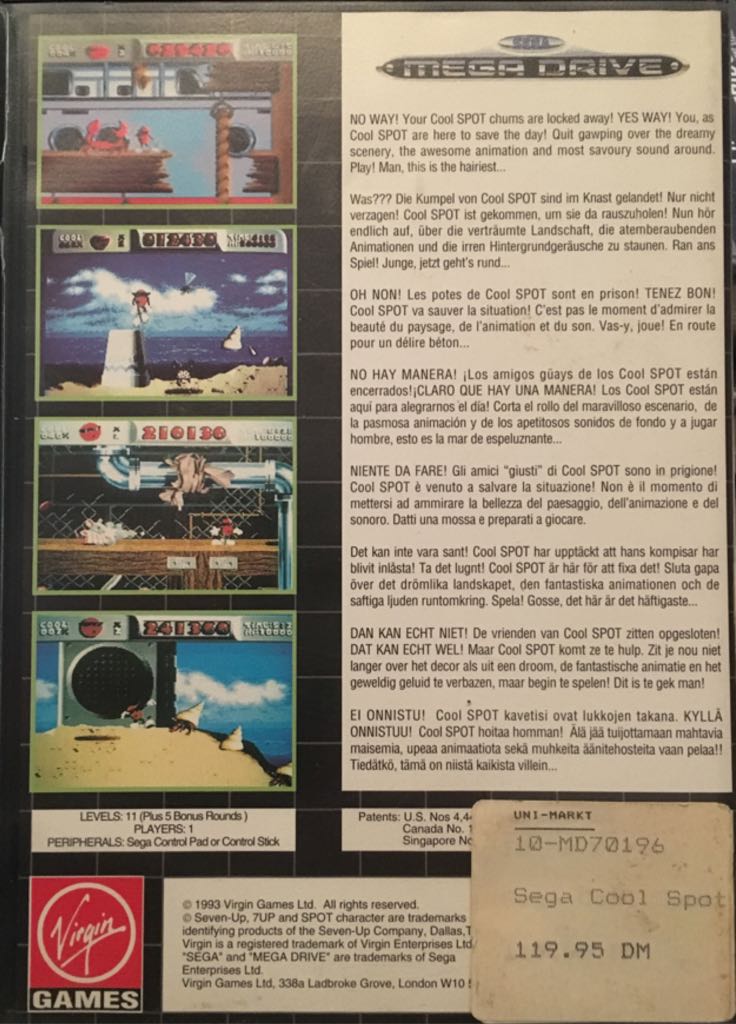 SEGA
MEGA DRIVE
NO WAY! Your Cool SPOT chums are locked away! YES WAY! You, as
Cool SPOT are here to save the day! Quit gawping over the dreamy
scenery, the awesome animation and most savoury sound around.
Play! Man, this is the hairiest...
Was??? Die Kumpel von Cool SPOT sind im Knast gelandet! Nur nicht
verzagen! Cool SPOT ist gekommen, um sie da rauszuholen! Nun hör
endlich auf, über die verträumte Landschaft, die atemberaubenden
Animationen und die irren Hintergrundgeräusche zu staunen. Ran ans
Spiel! Junge, jetzt geht's rund...
OH NON! Les potes de Cool SPOT sont en prison! TENEZ BON!
Cool SPOT va sauver la situation! C'est pas le moment d'admirer la
beauté du paysage, de l'animation et du son. Vas-y, joue! En route
pour un délire béton...
NO HAY MANERA! ¡Los amigos güays de los Cool SPOT están
encerrados!¡CLARO QUE HAY UNA MANERA! Los Cool SPOT están
aquí para alegrarnos el día! Corta el rollo del maravilloso escenario, de
la pasmosa animación y de los apetitosos sonidos de fondo y a jugar
hombre, esto es la mar de espeluznante...
NIENTE DA FARE! Gli amici "giusti" di Cool SPOT sono in prigione!
Cool SPOT è venuto a salvare la situazione! Non è il momento di
mettersi ad ammirare la bellezza del paesaggio, dell'animazione e del
sonoro. Datti una mossa e preparati a giocare.
Det kan inte vara sant! Cool SPOT har upptäckt att hans kompisar har
blivit inlåsta! Ta det lugnt! Cool SPOT är här för att fixa det! Sluta gapa
över det drömlika landskapet, den fantastiska animationen och de
saftiga ljuden runtomkring. Spela! Gosse, det här är det häftigaste...
DAN KAN ECHT NIET! De vrienden van Cool SPOT zitten opgesloten!
DAT KAN ECHT WEL! Maar Cool SPOT komt ze te hulp. Zit je nou niet
langer over het decor als uit een droom, de fantastische animatie en het
geweldig geluid te verbazen, maar begin te spelen! Dit is te gek man!
EI ONNISTU! Cool SPOT kavetisi ovat lukkojen takana. KYLLÄ
ONNISTUU! Cool SPOT hoitaa homman! Älä jää tuijottamaan mahtavia
maisemia, upeaa animaatiota sekä muhkeita äänitehosteita vaan pelaa!!
Tiedätkö, tämä on niistä kaikista villein...
012430
210130
241360
LEVELS: 11 (Plus 5 Bonus Rounds)
PLAYERS: 1
PERIPHERALS: Sega Control Pad or Control Stick
Patents: U.S. Nos 4,4
Canada No.
Singapore No
UNI-MARKT
10-MD70196
Sega Cool Spot
119.95 DM
Virgin
GAMES
© 1993 Virgin Games Ltd. All rights reserved.
© Seven-Up, 7UP and SPOT character are trademarks
identifying products of the Seven-Up Company, Dallas,
Virgin is a registered trademark of Virgin Enterprises Ltd
"SEGA" and "MEGA DRIVE" are trademarks of Sega
Enterprises Ltd.
Virgin Games Ltd, 338a Ladbroke Grove, London W10